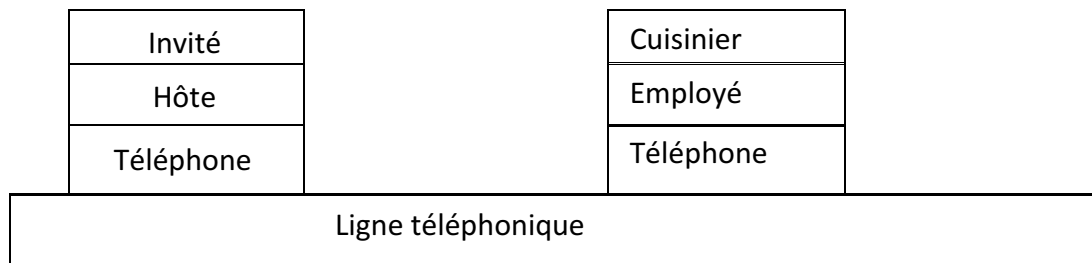 Invité
Hôte
Téléphone
Cuisinier
Employé
Téléphone
Ligne téléphonique